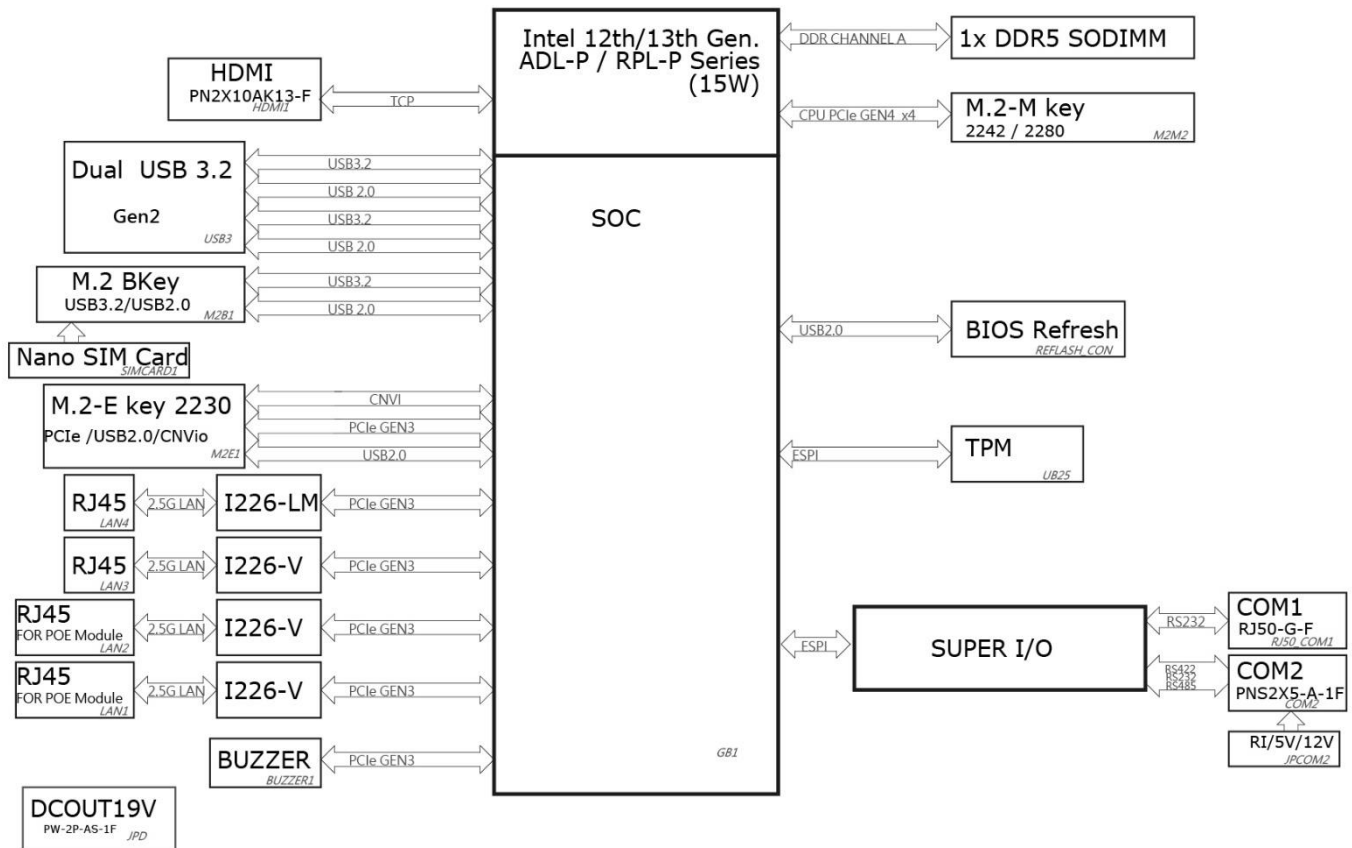 Intel 12th/13th Gen.
ADL-P / RPL-P Series
(15W)
DDR CHANNEL A
1x DDR5 SODIMM
HDMI
PN2X10AK13-F
HDMI1
TCP
CPU PCIe GEN4 x4
M.2-M key
2242 / 2280
M2M2
Dual USB 3.2
Gen2
USB3
USB3.2
USB 2.0
USB3.2
USB 2.0
SOC
M.2 BKey
USB3.2/USB2.0
M2B1
USB3.2
USB 2.0
Nano SIM Card
SIMCARD1
USB2.0
BIOS Refresh
REFLASH_CON
M.2-E key 2230
PCIe /USB2.0/CNVio
M2E1
CNVI
PCIe GEN3
USB2.0
ESPI
TPM
UB25
RJ45
LAN4
2.5G LAN
I226-LM
PCIe GEN3
RJ45
LAN3
2.5G LAN
I226-V
PCIe GEN3
RJ45
FOR POE Module
LAN2
2.5G LAN
I226-V
PCIe GEN3
RJ45
FOR POE Module
LAN1
2.5G LAN
I226-V
PCIe GEN3
ESPI
SUPER I/O
RS232
COM1
RJ50-G-F
RJ50_COM1
RS422
RS232
RS485
COM2
PNS2X5-A-1F
COM2
RI/5V/12V
JPCOM2
BUZZER
BUZZER1
PCIe GEN3
GB1
DCOUT19V
PW-2P-AS-1F
JPD